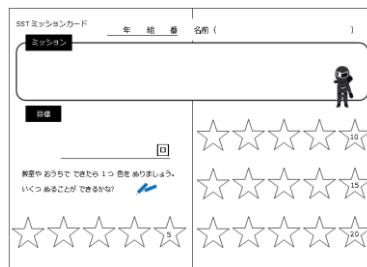 SST ミッションカード
年 組 番 名前 ( )
ミッション
目標
回
教室や おうちで できたら 1つ 色を ぬりましょう。
いくつ ぬることが できるかな?
5
10
15
20